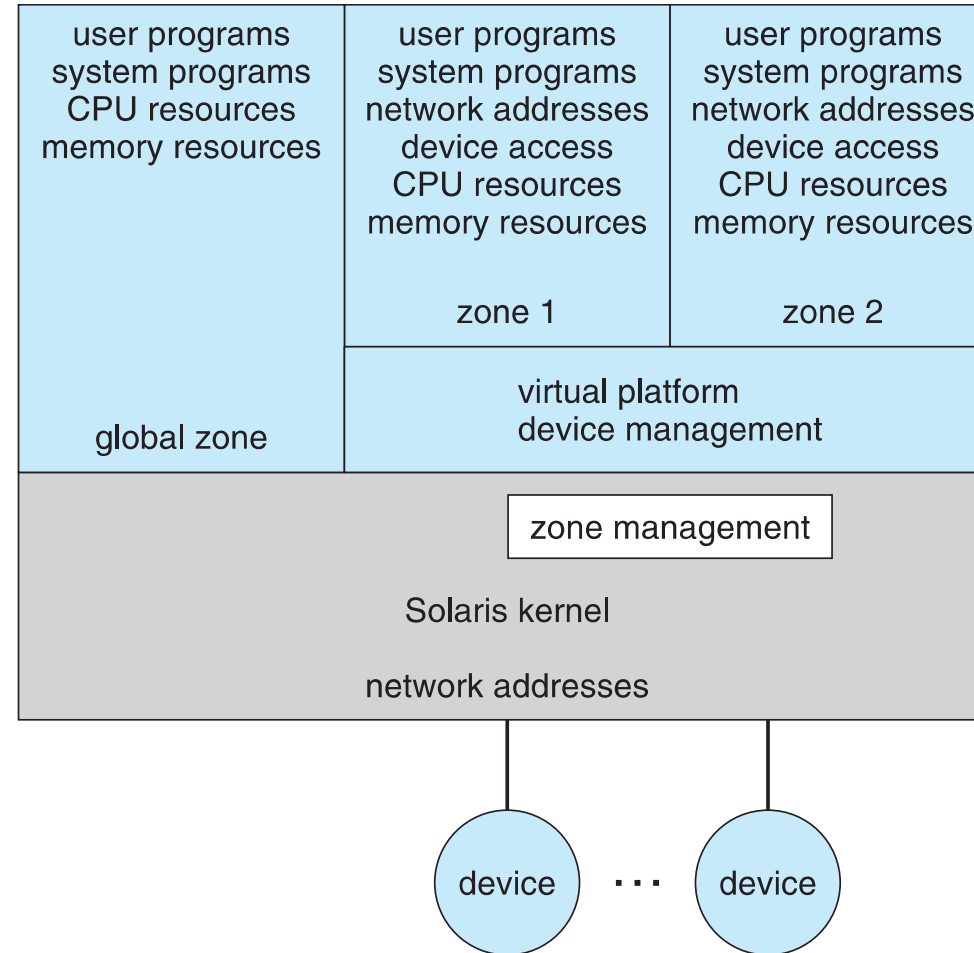 user programs
system programs
CPU resources
memory resources
global zone
user programs
system programs
network addresses
device access
CPU resources
memory resources
zone 1
user programs
system programs
network addresses
device access
CPU resources
memory resources
zone 2
virtual platform
device management
zone management
Solaris kernel
network addresses
device
...
device